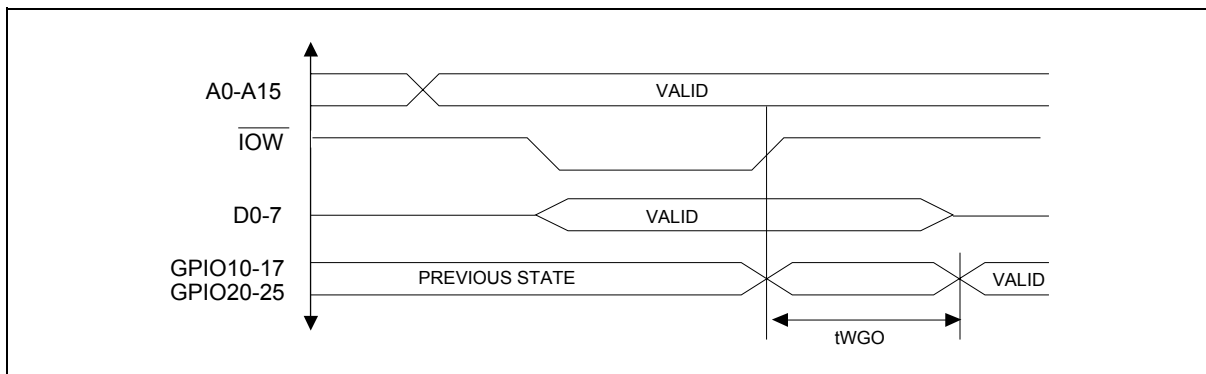 A0-A15
VALID
IOW
D0-7
VALID
GPIO10-17
GPIO20-25
PREVIOUS STATE
VALID
tWGO